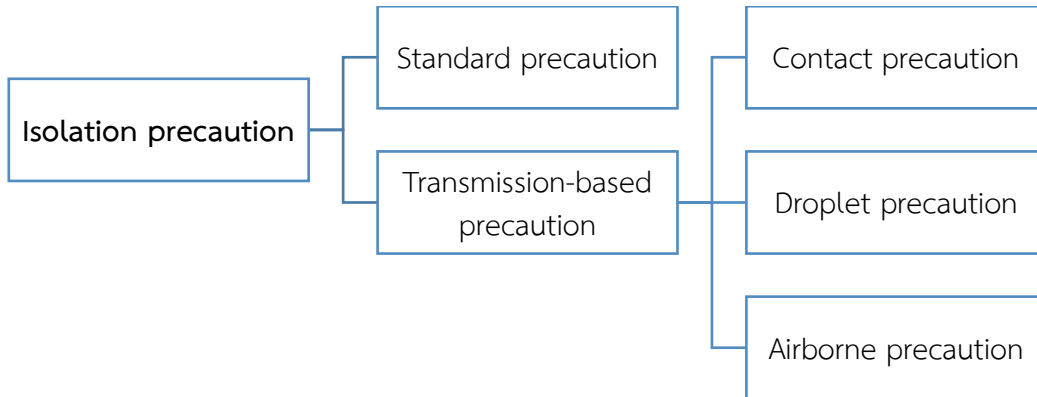 Isolation precaution
Standard precaution
Transmission-based
precaution
Contact precaution
Droplet precaution
Airborne precaution